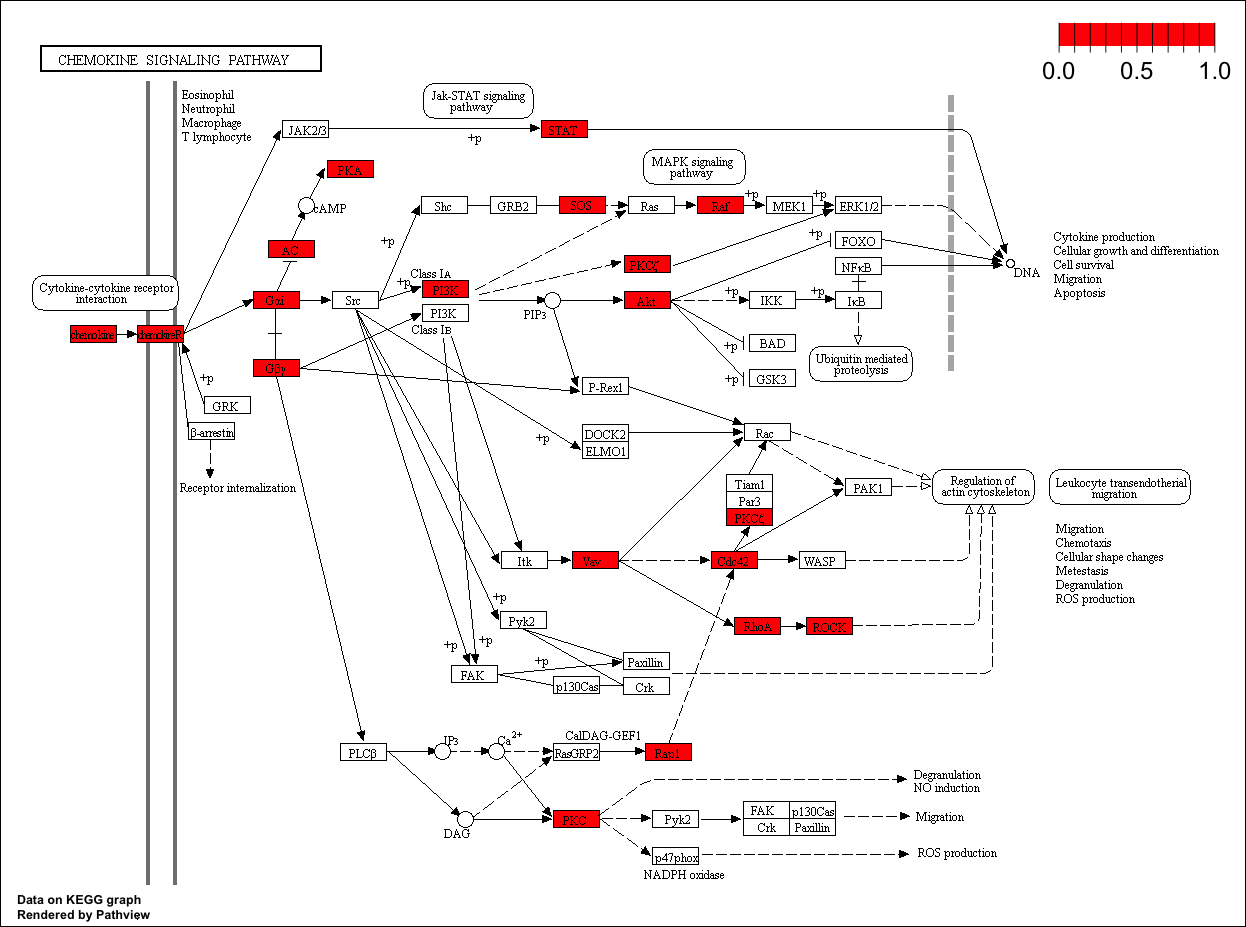 0.0 0.5 1.0
CHEMOKINE SIGNALING PATHWAY
Eosinophil
Neutrophil
Macrophage
T lymphocyte
Jak-STAT signaling
pathway
JAK2/3
+p
STAT
MAPK signaling
pathway
PKA
cAMP
AC
Shc
GRB2
SOS
Ras
+p
Raf
MEK1
+p
ERK1/2
+p
+p
FOXO
PKCζ
NFκB
DNA
Cytokine production
Cellular growth and differentiation
Cell survival
Migration
Apoptosis
Cytokine-cytokine receptor
interaction
Gαi
Src
+p
Class IA
PI3K
PI3K
Class IB
PIP3
Akt
+p
IKK
+p
IκB
chemokine
chemokineR
+p
BAD
+p
GSK3
Ubiquitin mediated
proteolysis
Gβγ
+p
GRK
β-arrestin
Receptor internalization
P-Rex1
+p
DOCK2
ELMO1
Rac
Tiam1
Par3
PKCζ
PAK1
Regulation of
actin cytoskeleton
Leukocyte transendotherial
migration
Migration
Chemotaxis
Cellular shape changes
Metestasis
Degranulation
ROS production
Itk
Vav
Cdc42
WASP
+p
Pyk2
RhoA
ROCK
+p
+p
FAK
+p
Paxillin
p130Cas
Crk
PLCβ
IP3
Ca2+
CalDAG-GEF1
RasGRP2
Rap1
DAG
PKC
Degranulation
NO induction
Pyk2
FAK p130Cas
Crk Paxillin
Migration
p47phox
NADPH oxidase
ROS production
Data on KEGG graph
Rendered by Pathview